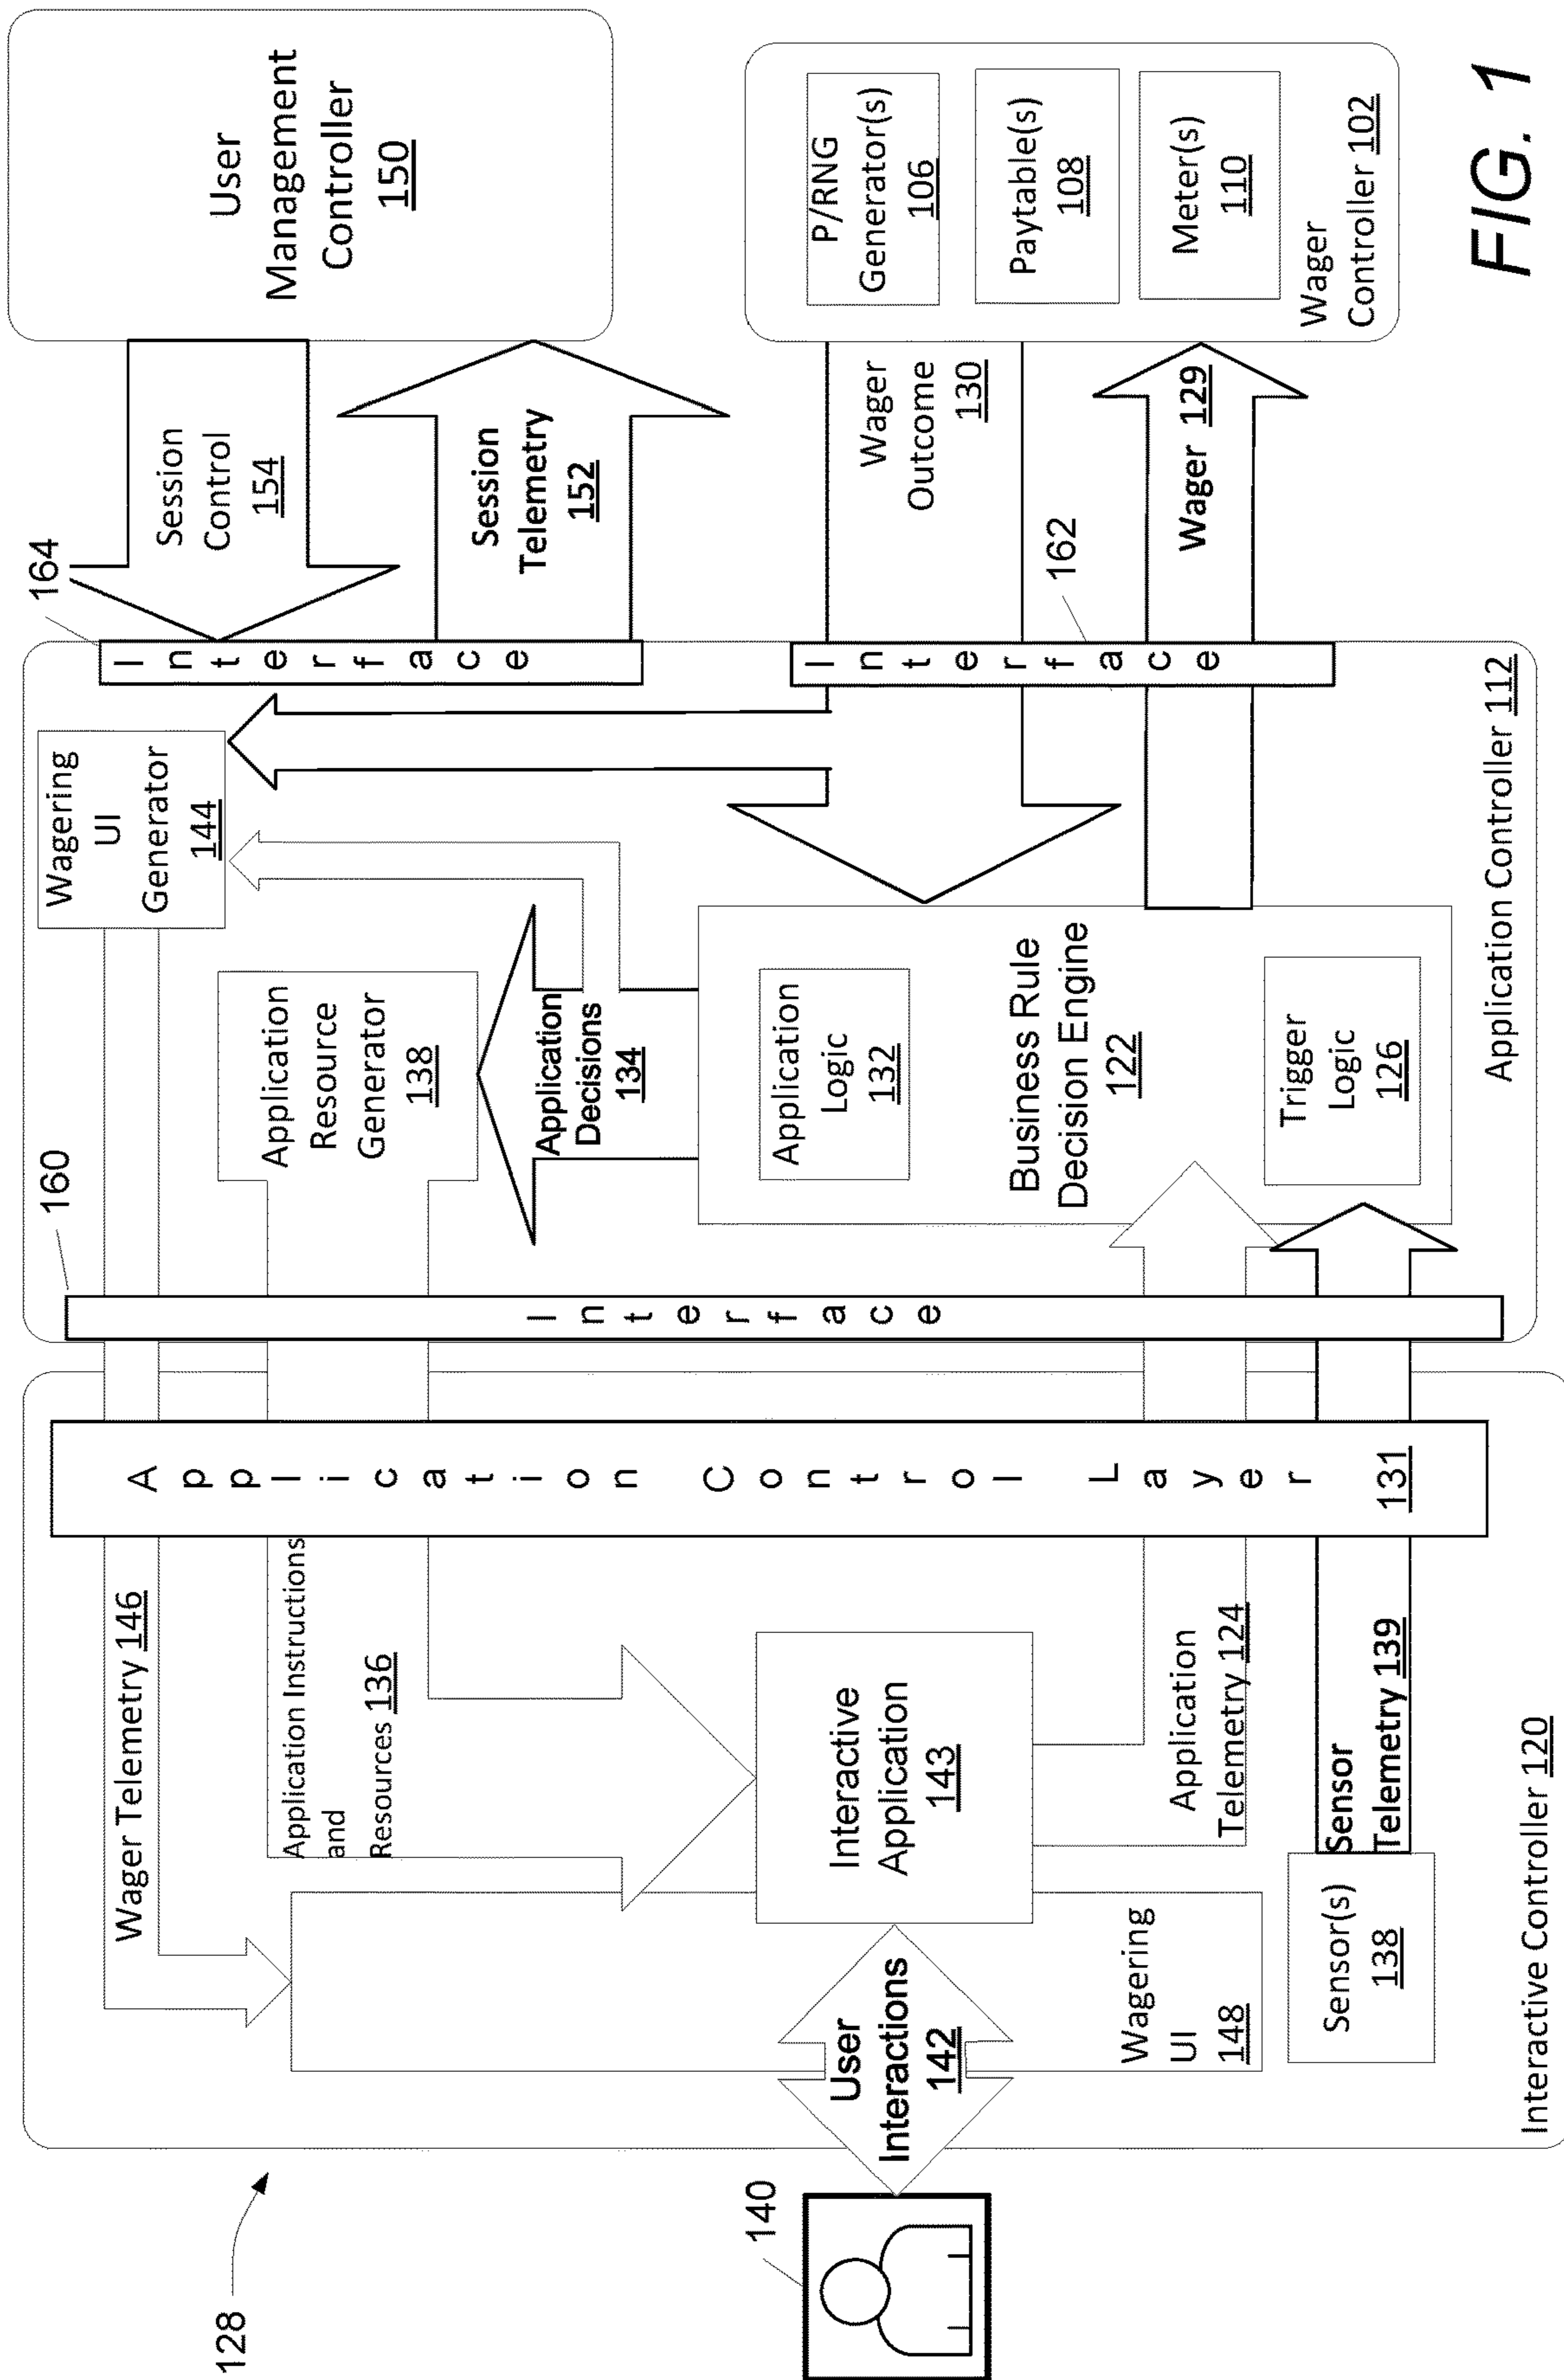 128
140
User
Interactions
142
Wager Telemetry 146
Application Instructions
and
Resources 136
Interactive
Application
143
Application
Telemetry 124
Wagering
UI
148
Sensor(s)
138
Sensor
Telemetry 139
Interactive Controller 120
Application Control Layer 131
160
Interface
Wagering
UI
Generator
144
Application
Resource
Generator
138
Application
Decisions
134
Application
Logic
132
Business Rule
Decision Engine
122
Trigger
Logic
126
Application Controller 112
164
Interface
Interface
162
Session
Control
154
Session
Telemetry
152
Wager
Outcome
130
Wager 129
User
Management
Controller
150
P/RNG
Generator(s)
106
Paytable(s)
108
Meter(s)
110
Wager
Controller 102
FIG. 1